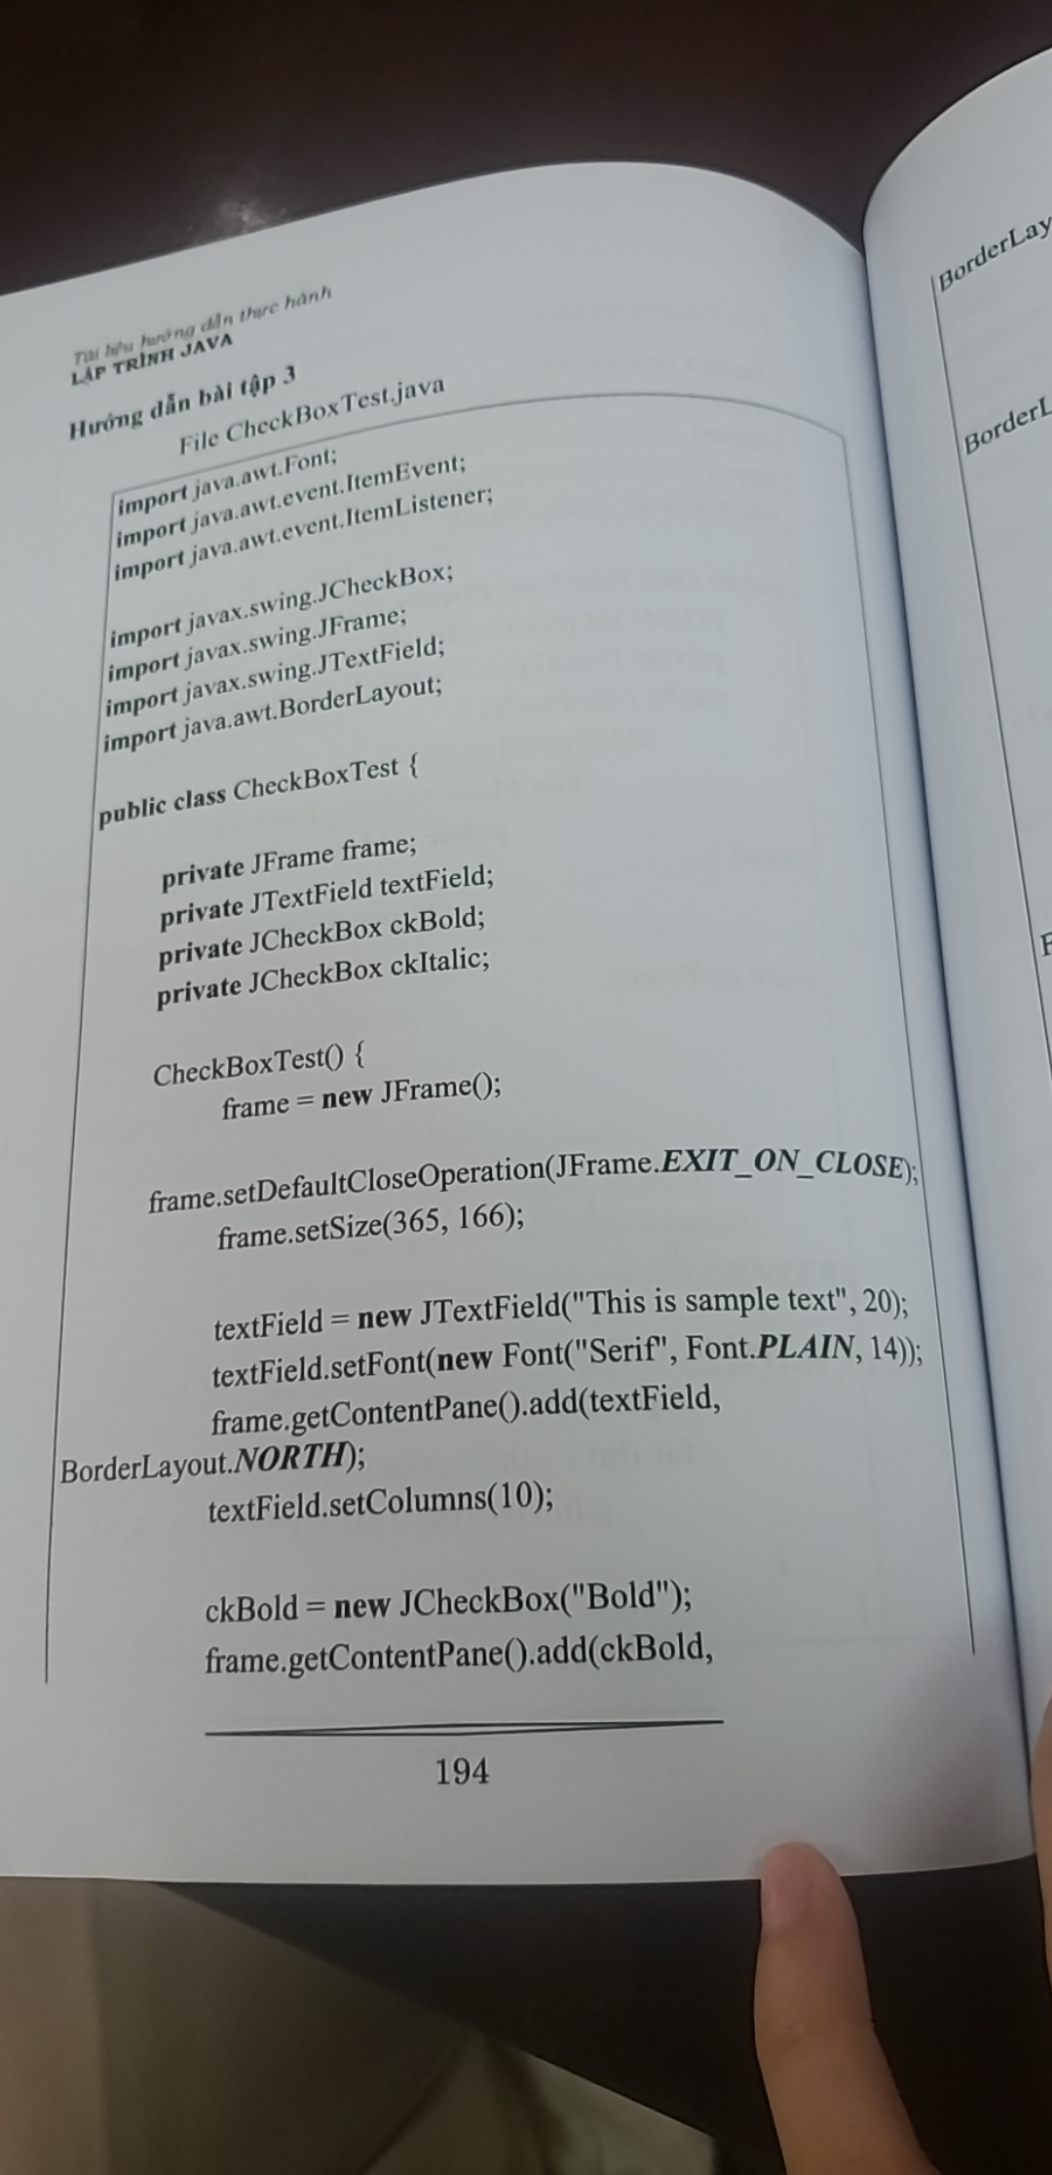 Tài liệu hướng dẫn thực hành
LẬP TRÌNH JAVA
Hướng dẫn bài tập 3
File CheckBoxTest.java
import java.awt.Font;
import java.awt.event.ItemEvent;
import java.awt.event.ItemListener;
import javax.swing.JCheckBox;
import javax.swing.JFrame;
import javax.swing.JTextField;
import java.awt.BorderLayout;
public class CheckBoxTest {
private JFrame frame;
private JTextField textField;
private JCheckBox ckBold;
private JCheckBox ckItalic;
CheckBoxTest() {
frame = new JFrame();
frame.setDefaultCloseOperation(JFrame.EXIT_ON_CLOSE);
frame.setSize(365, 166);
textField = new JTextField("This is sample text", 20);
textField.setFont(new Font("Serif", Font.PLAIN, 14));
frame.getContentPane().add(textField,
BorderLayout.NORTH);
textField.setColumns(10);
ckBold = new JCheckBox("Bold");
frame.getContentPane().add(ckBold,
194
BorderLay
BorderL